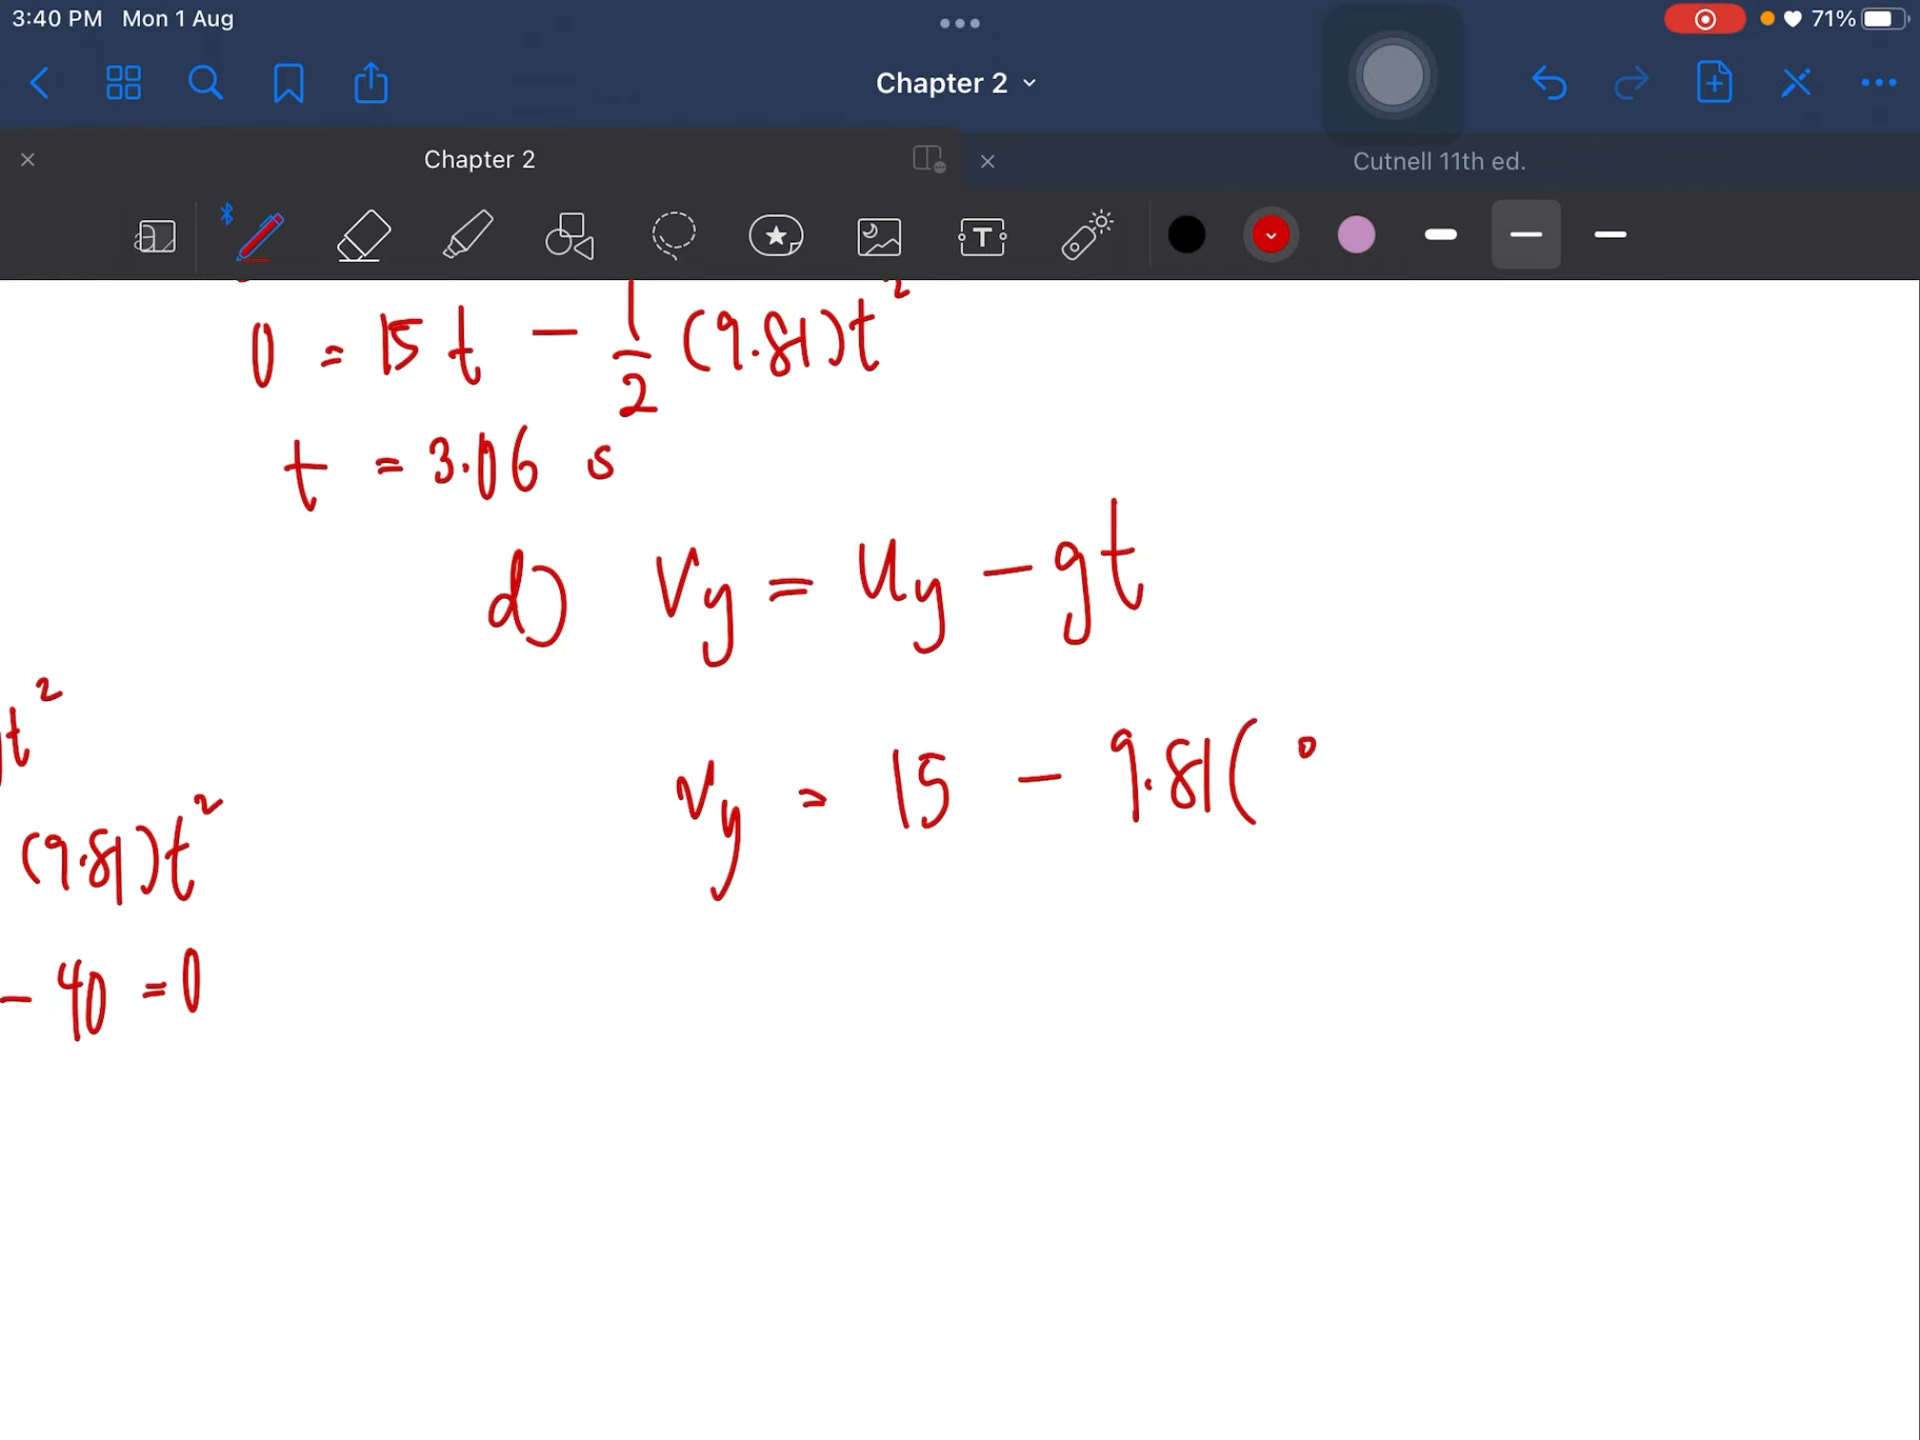 3:40 PM Mon 1 Aug
71%
Chapter 2
Chapter 2
Cutnell 11th ed.
0 = 15 t - 1/2 (9.81)t²
t = 3.06 s
d) Vy = Uy - gt
t²
Vy = 15 - 9.81(
(9.81)t²
- 40 = 0